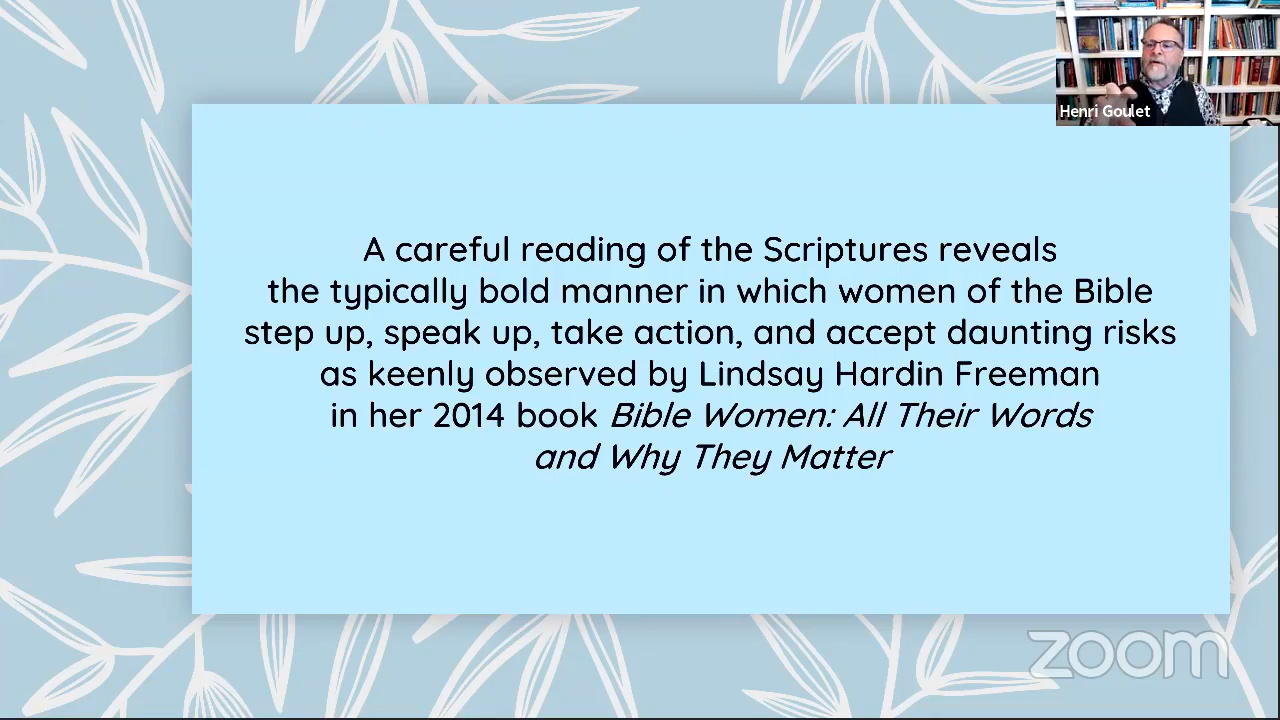 Henri Goulet
A careful reading of the Scriptures reveals
the typically bold manner in which women of the Bible
step up, speak up, take action, and accept daunting risks
as keenly observed by Lindsay Hardin Freeman
in her 2014 book Bible Women: All Their Words
and Why They Matter
zoom